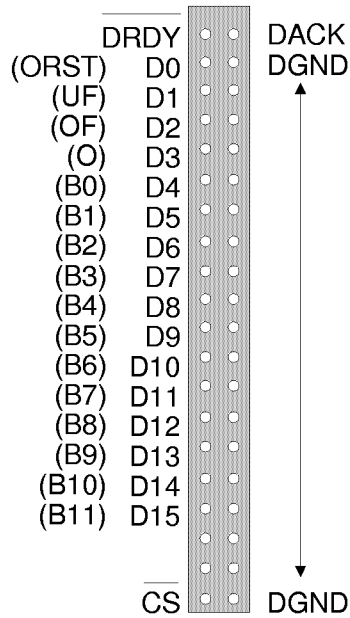 DRDY DACK
(ORST) D0 DGND
(UF) D1
(OF) D2
(O) D3
(B0) D4
(B1) D5
(B2) D6
(B3) D7
(B4) D8
(B5) D9
(B6) D10
(B7) D11
(B8) D12
(B9) D13
(B10) D14
(B11) D15
CS DGND